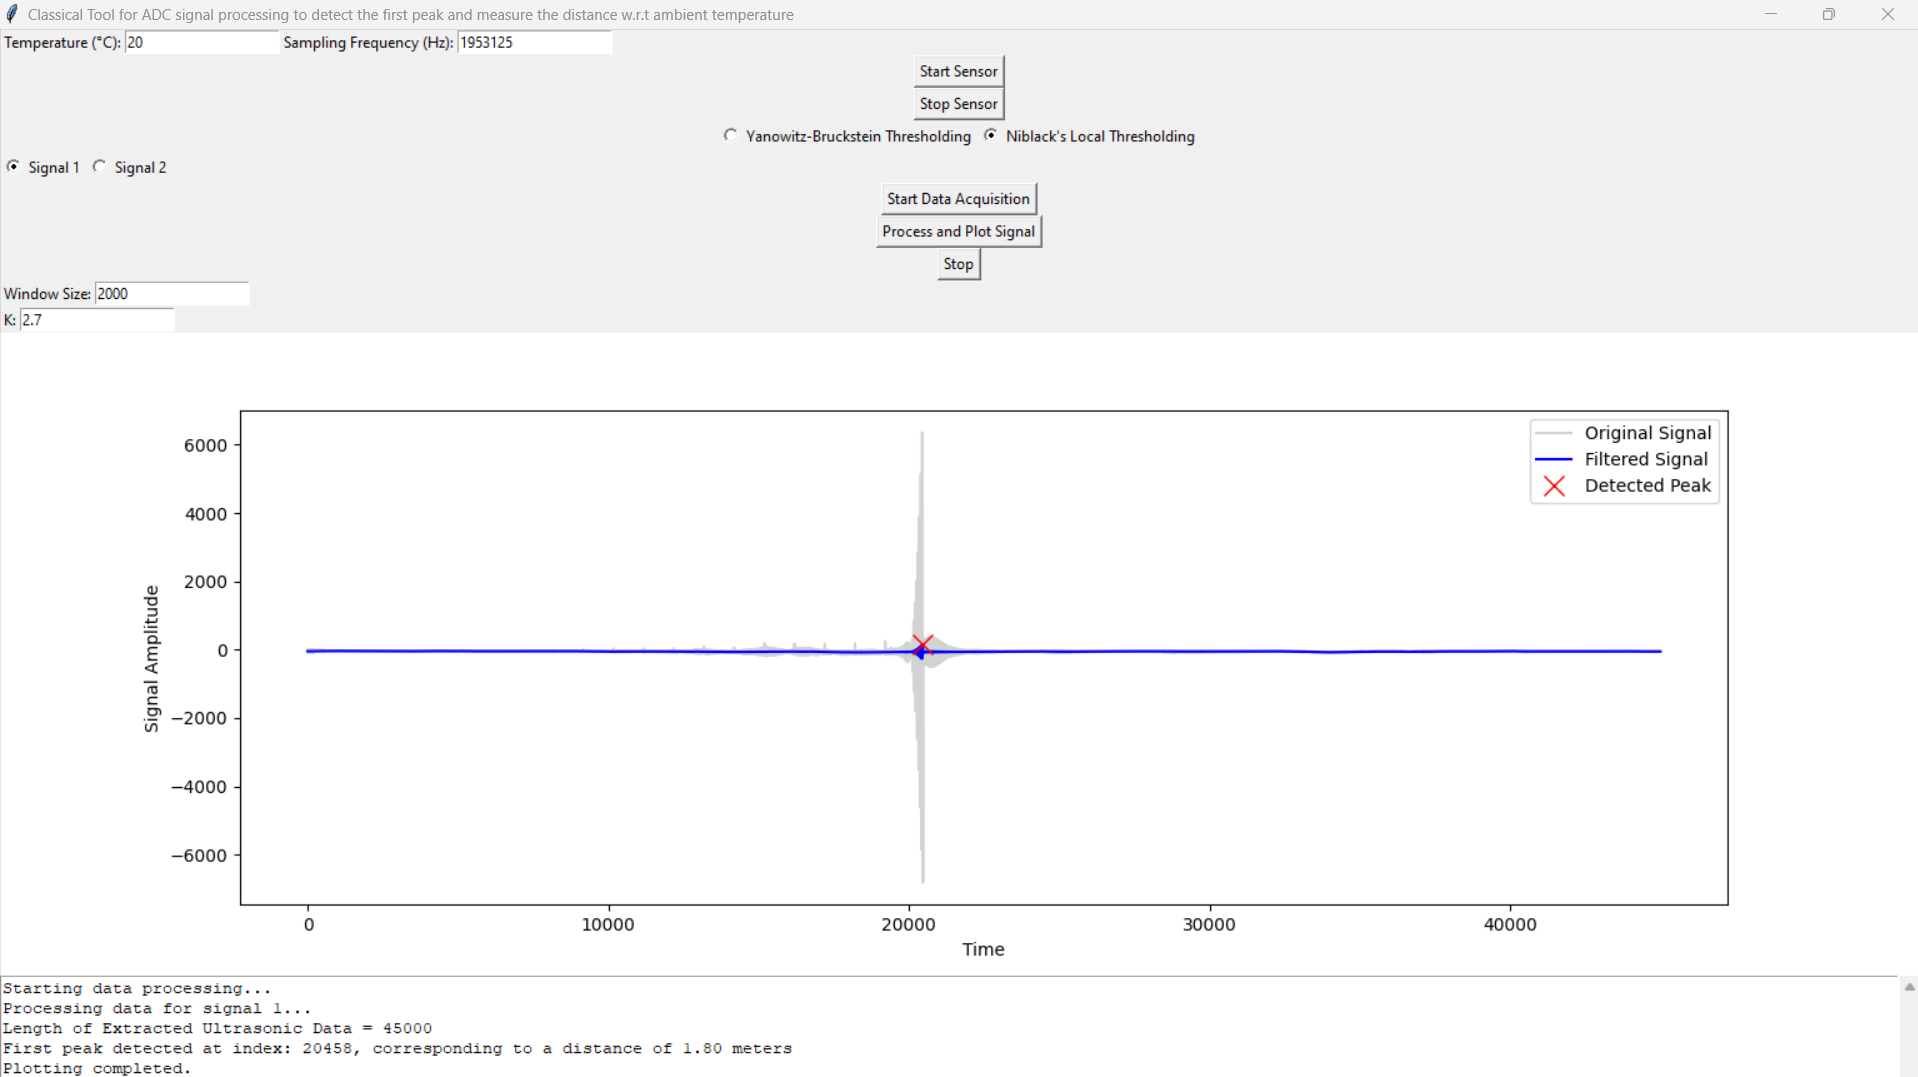 Classical Tool for ADC signal processing to detect the first peak and measure the distance w.r.t ambient temperature
Temperature (°C): 20 Sampling Frequency (Hz): 1953125
Start Sensor
Stop Sensor
Yanowitz-Bruckstein Thresholding Niblack's Local Thresholding
Signal 1 Signal 2
Start Data Acquisition
Process and Plot Signal
Stop
Window Size: 2000
K: 2.7
Original Signal
Filtered Signal
Detected Peak
6000
4000
2000
0
−2000
−4000
−6000
Signal Amplitude
0 10000 20000 30000 40000
Time
Starting data processing...
Processing data for signal 1...
Length of Extracted Ultrasonic Data = 45000
First peak detected at index: 20458, corresponding to a distance of 1.80 meters
Plotting completed.